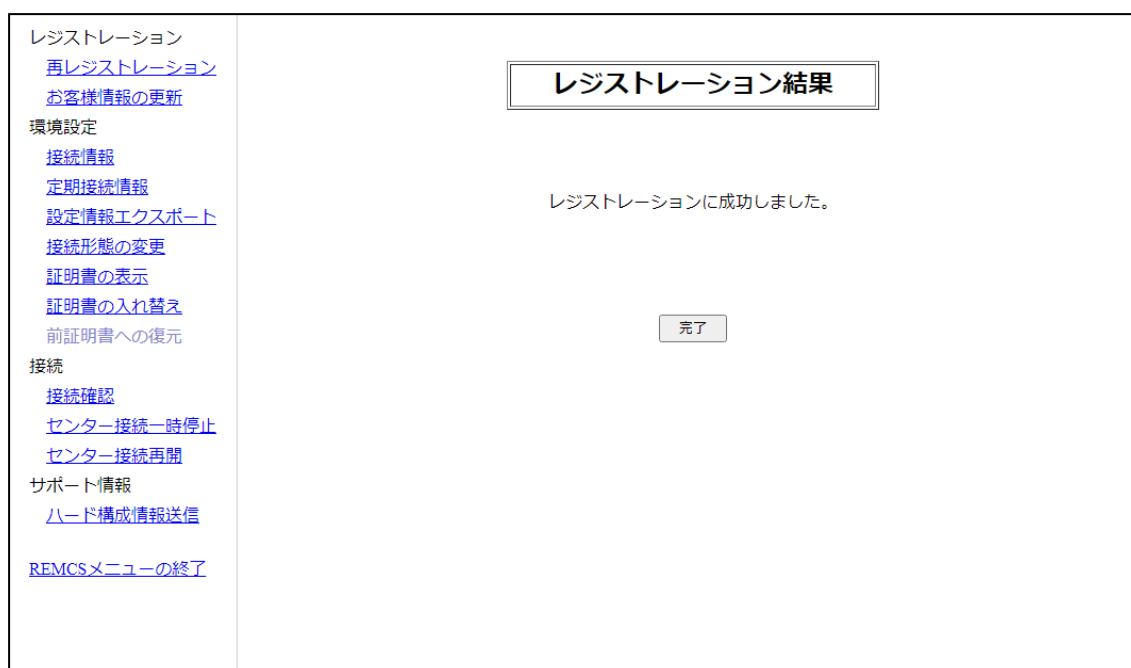 レジストレーション
再レジストレーション
お客様情報の更新
環境設定
接続情報
定期接続情報
設定情報エクスポート
接続形態の変更
証明書の表示
証明書の入れ替え
前証明書への復元
接続
接続確認
センター接続一時停止
センター接続再開
サポート情報
ハード構成情報送信
REMCSメニューの終了
レジストレーション結果
レジストレーションに成功しました。
完了